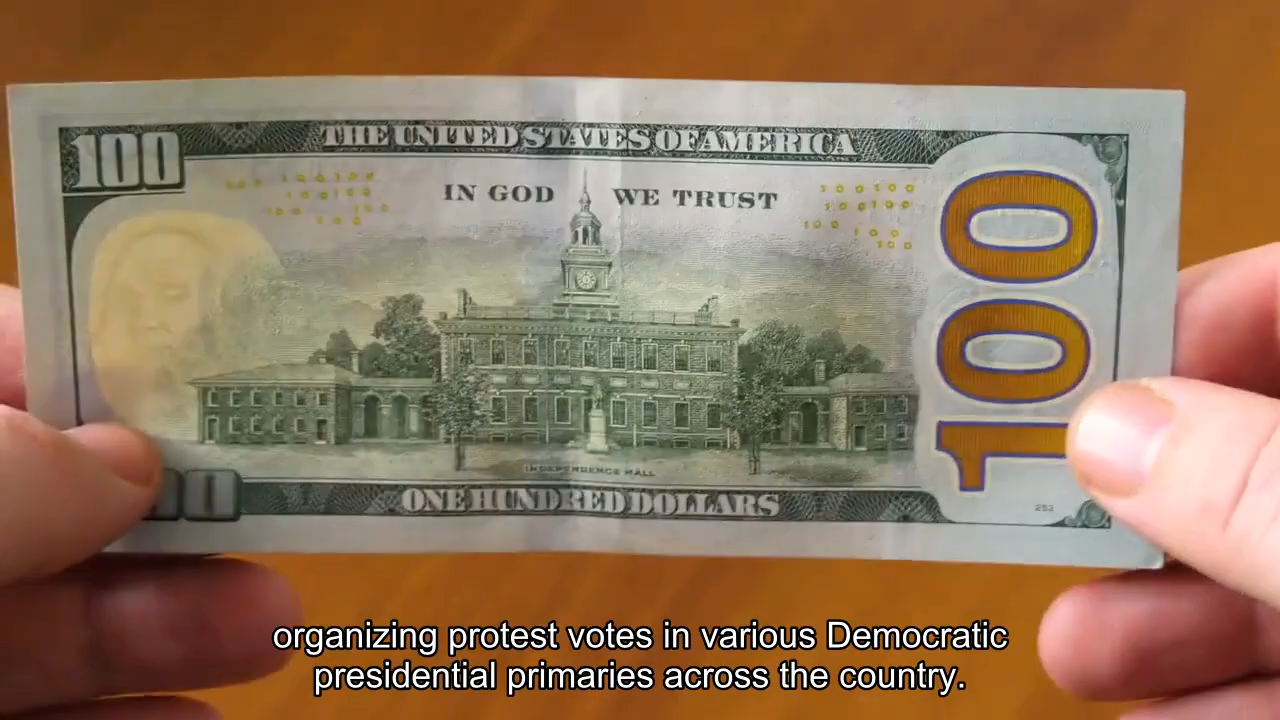 THE UNITED STATES OF AMERICA
100
IN GOD WE TRUST
100
INDEPENDENCE HALL
ONE HUNDRED DOLLARS
253
organizing protest votes in various Democratic
presidential primaries across the country.